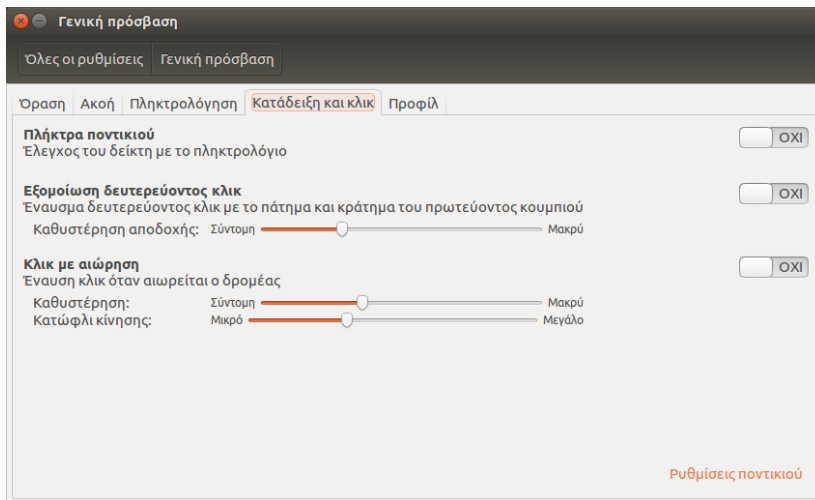 Γενική πρόσβαση
Όλες οι ρυθμίσεις Γενική πρόσβαση
Όραση Ακοή Πληκτρολόγηση Κατάδειξη και κλικ Προφίλ
Πλήκτρα ποντικιού ΟΧΙ
Έλεγχος του δείκτη με το πληκτρολόγιο
Εξομοίωση δευτερεύοντος κλικ ΟΧΙ
Έναυσμα δευτερεύοντος κλικ με το πάτημα και κράτημα του πρωτεύοντος κουμπιού
Καθυστέρηση αποδοχής: Σύντομη Μακρύ
Κλικ με αιώρηση ΟΧΙ
Έναυση κλικ όταν αιωρείται ο δρομέας
Καθυστέρηση: Σύντομη Μακρύ
Κατώφλι κίνησης: Μικρό Μεγάλο
Ρυθμίσεις ποντικιού